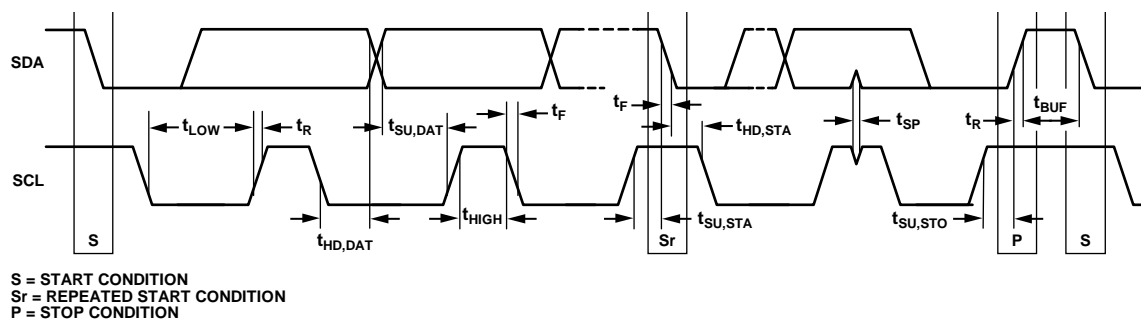 SDA
tF
tBUF
tLOW
tR
tSU,DAT
tF
tHD,STA
tSP
tR
SCL
tHIGH
tHD,DAT
tSU,STA
tSU,STO
S
Sr
P
S
S = START CONDITION
Sr = REPEATED START CONDITION
P = STOP CONDITION